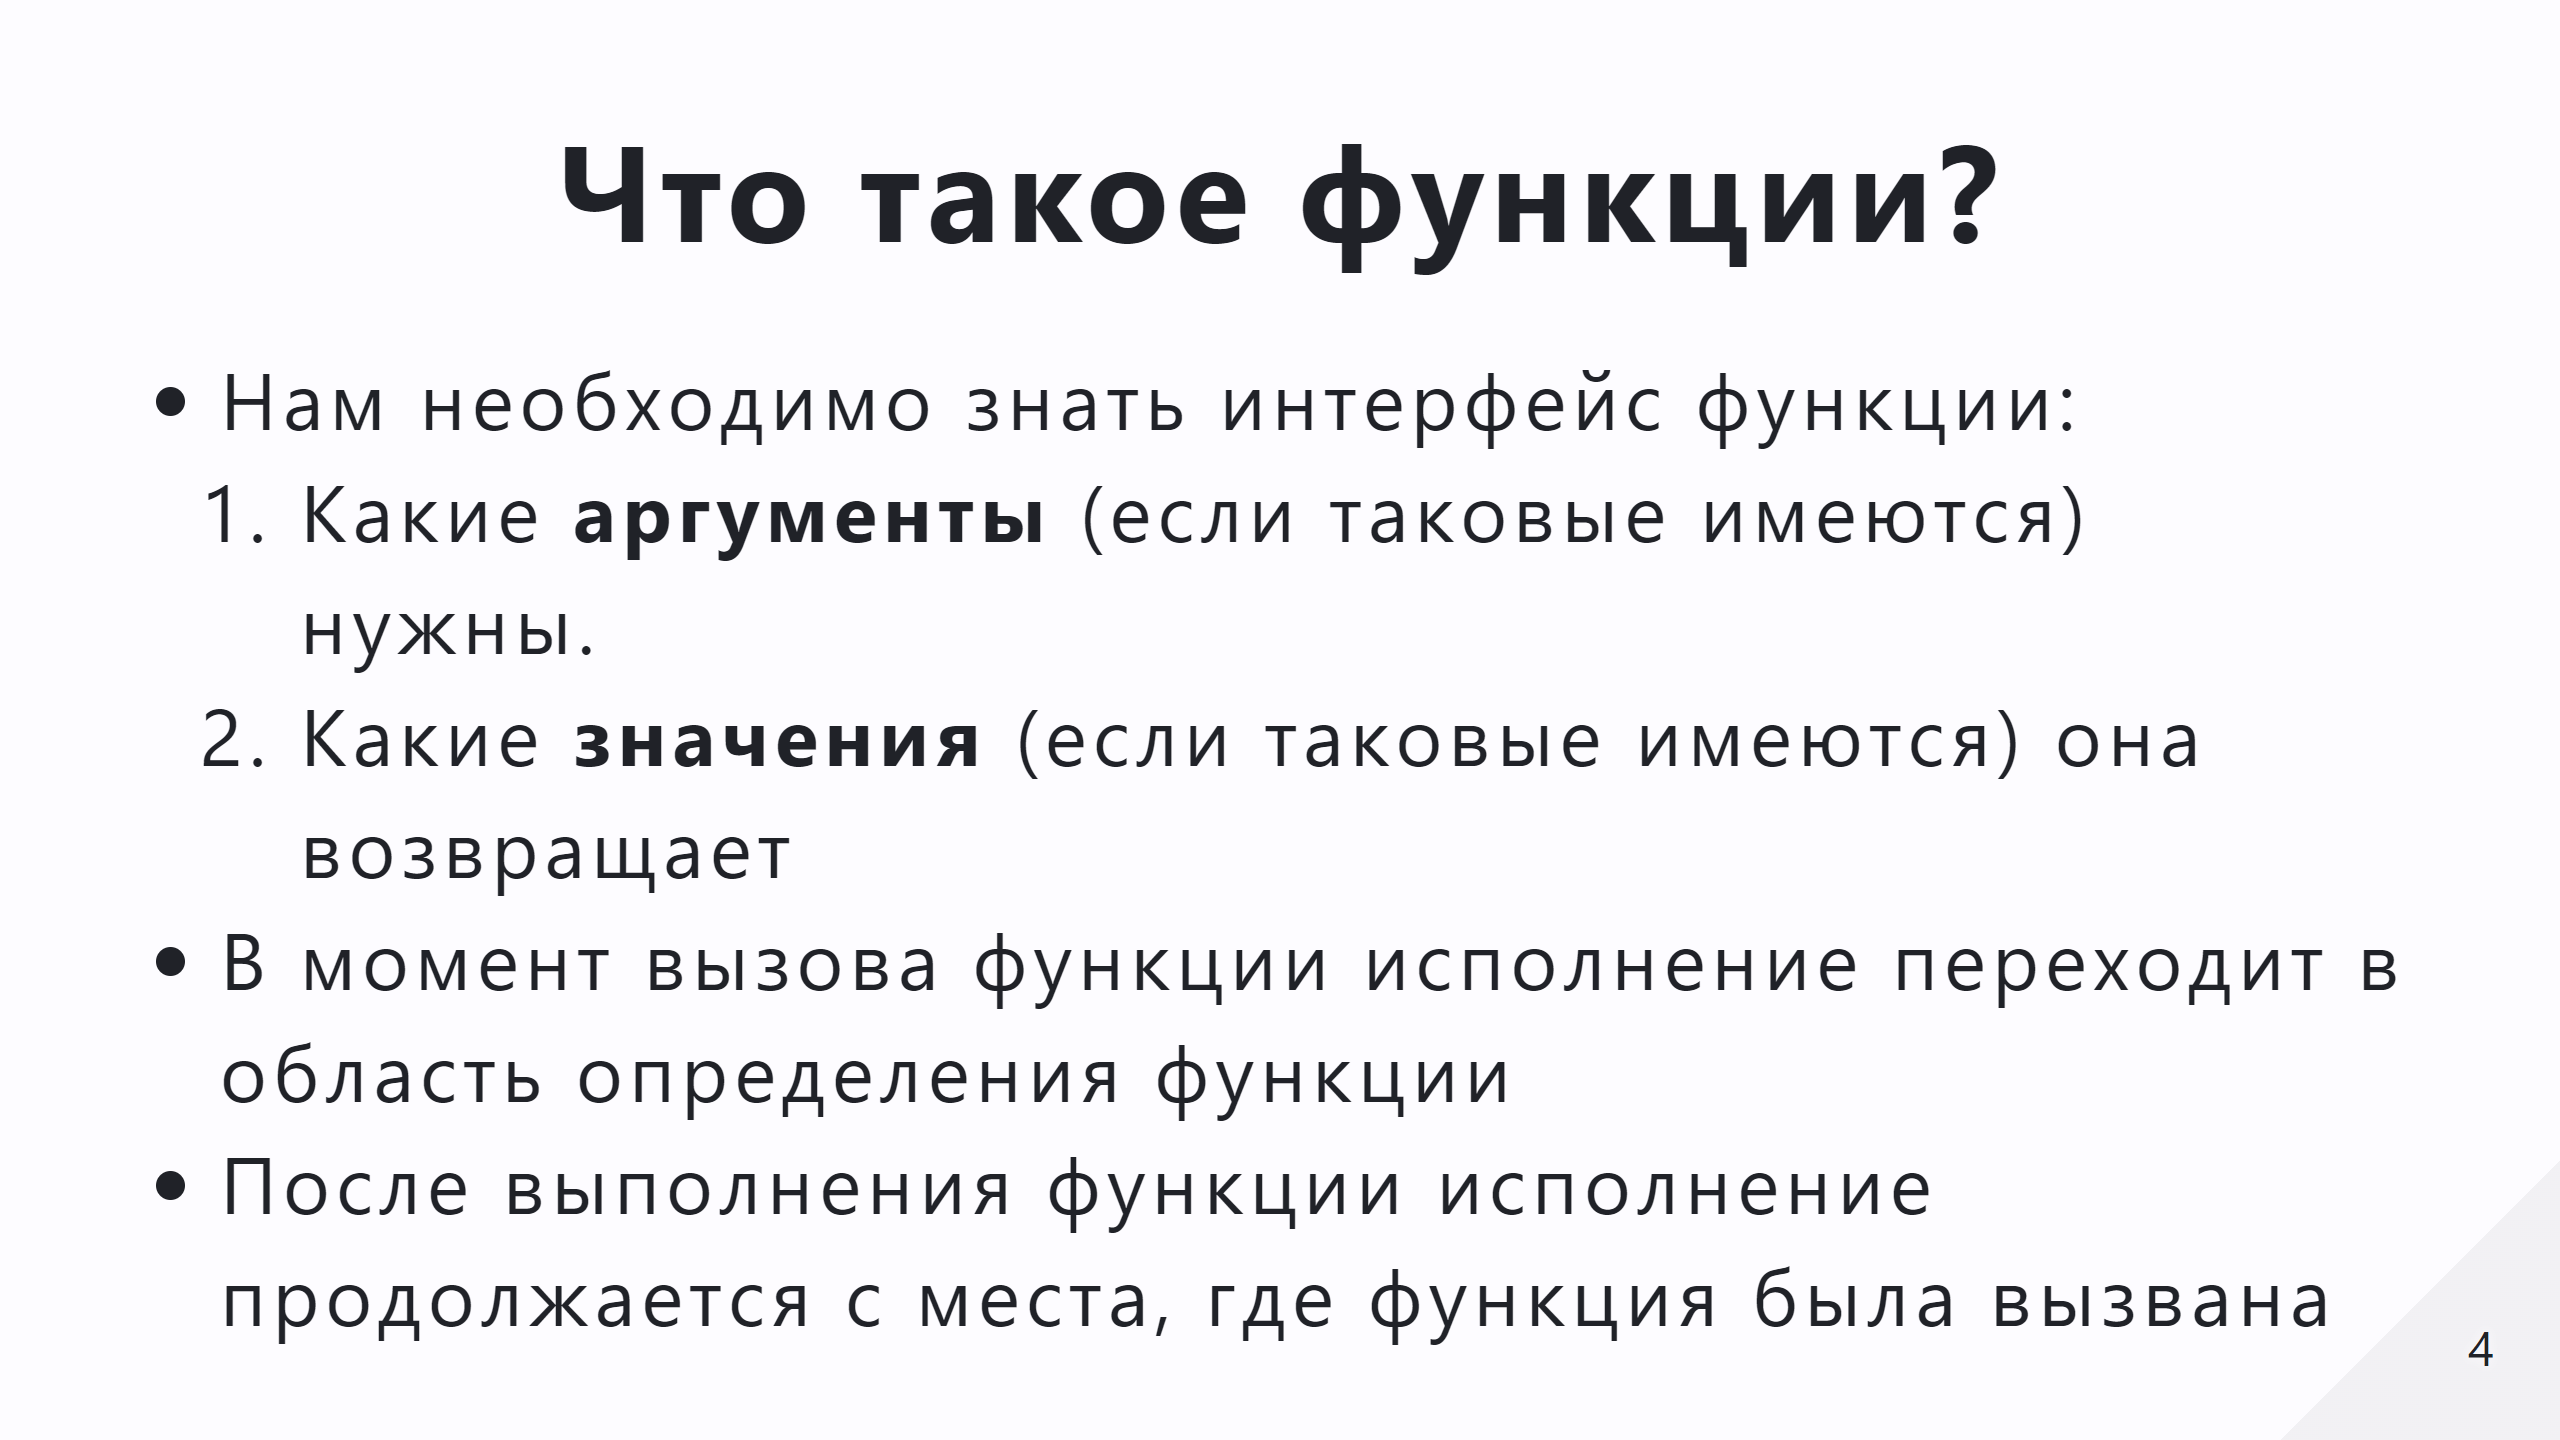 Что такое функции?
• Нам необходимо знать интерфейс функции:
1. Какие аргументы (если таковые имеются)
нужны.
2. Какие значения (если таковые имеются) она
возвращает
• В момент вызова функции исполнение переходит в
область определения функции
• После выполнения функции исполнение
продолжается с места, где функция была вызвана
4